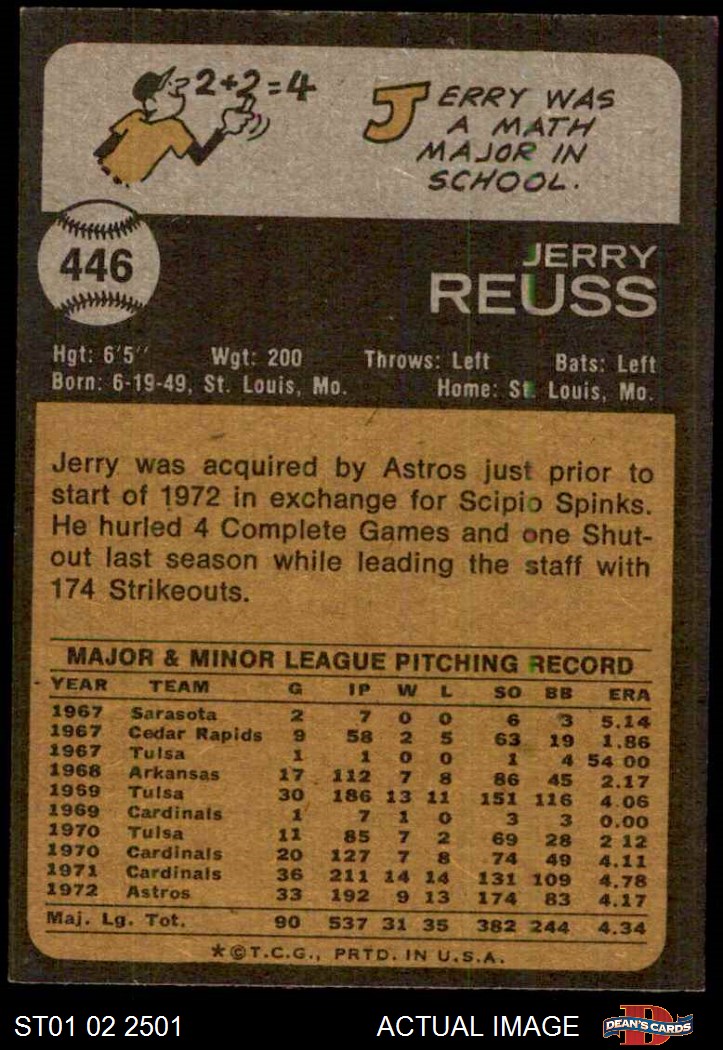 2+2=4
JERRY WAS
A MATH
MAJOR IN
SCHOOL.
446
JERRY
REUSS
Hgt: 6'5" Wgt: 200 Throws: Left Bats: Left
Born: 6-19-49, St. Louis, Mo. Home: St. Louis, Mo.
Jerry was acquired by Astros just prior to
start of 1972 in exchange for Scipio Spinks.
He hurled 4 Complete Games and one Shut-
out last season while leading the staff with
174 Strikeouts.
MAJOR & MINOR LEAGUE PITCHING RECORD
YEAR TEAM G IP W L SO BB ERA
1967 Sarasota 2 7 0 0 6 3 5.14
1967 Cedar Rapids 9 58 2 5 63 19 1.86
1967 Tulsa 1 1 0 0 1 4 54 00
1968 Arkansas 17 112 7 8 86 45 2.17
1969 Tulsa 30 186 13 11 151 116 4.06
1969 Cardinals 1 7 1 0 3 3 0.00
1970 Tulsa 11 85 7 2 69 28 2 12
1970 Cardinals 20 127 7 8 74 49 4.11
1971 Cardinals 36 211 14 14 131 109 4.78
1972 Astros 33 192 9 13 174 83 4.17
Maj. Lg. Tot. 90 537 31 35 382 244 4.34
*©T.C.G., PRTD. IN U.S.A.
ST01 02 2501 ACTUAL IMAGE D DEAN'S CARDS